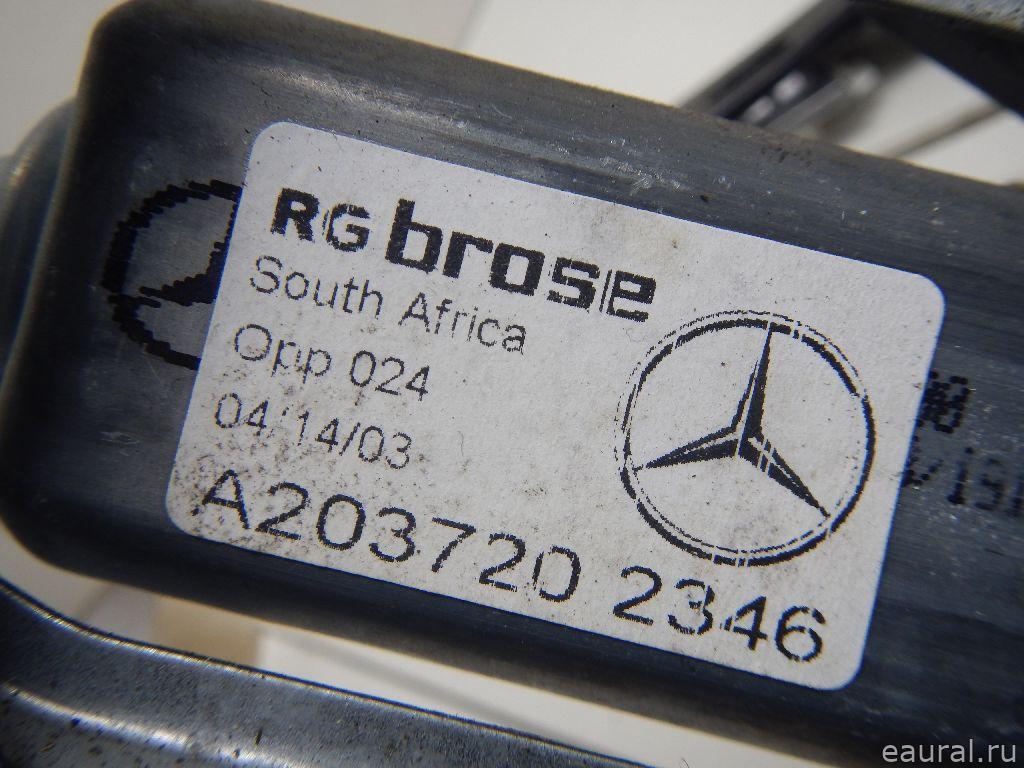 RG brose
South Africa
Opp 024
04/14/03
A203720 2346
eaural.ru